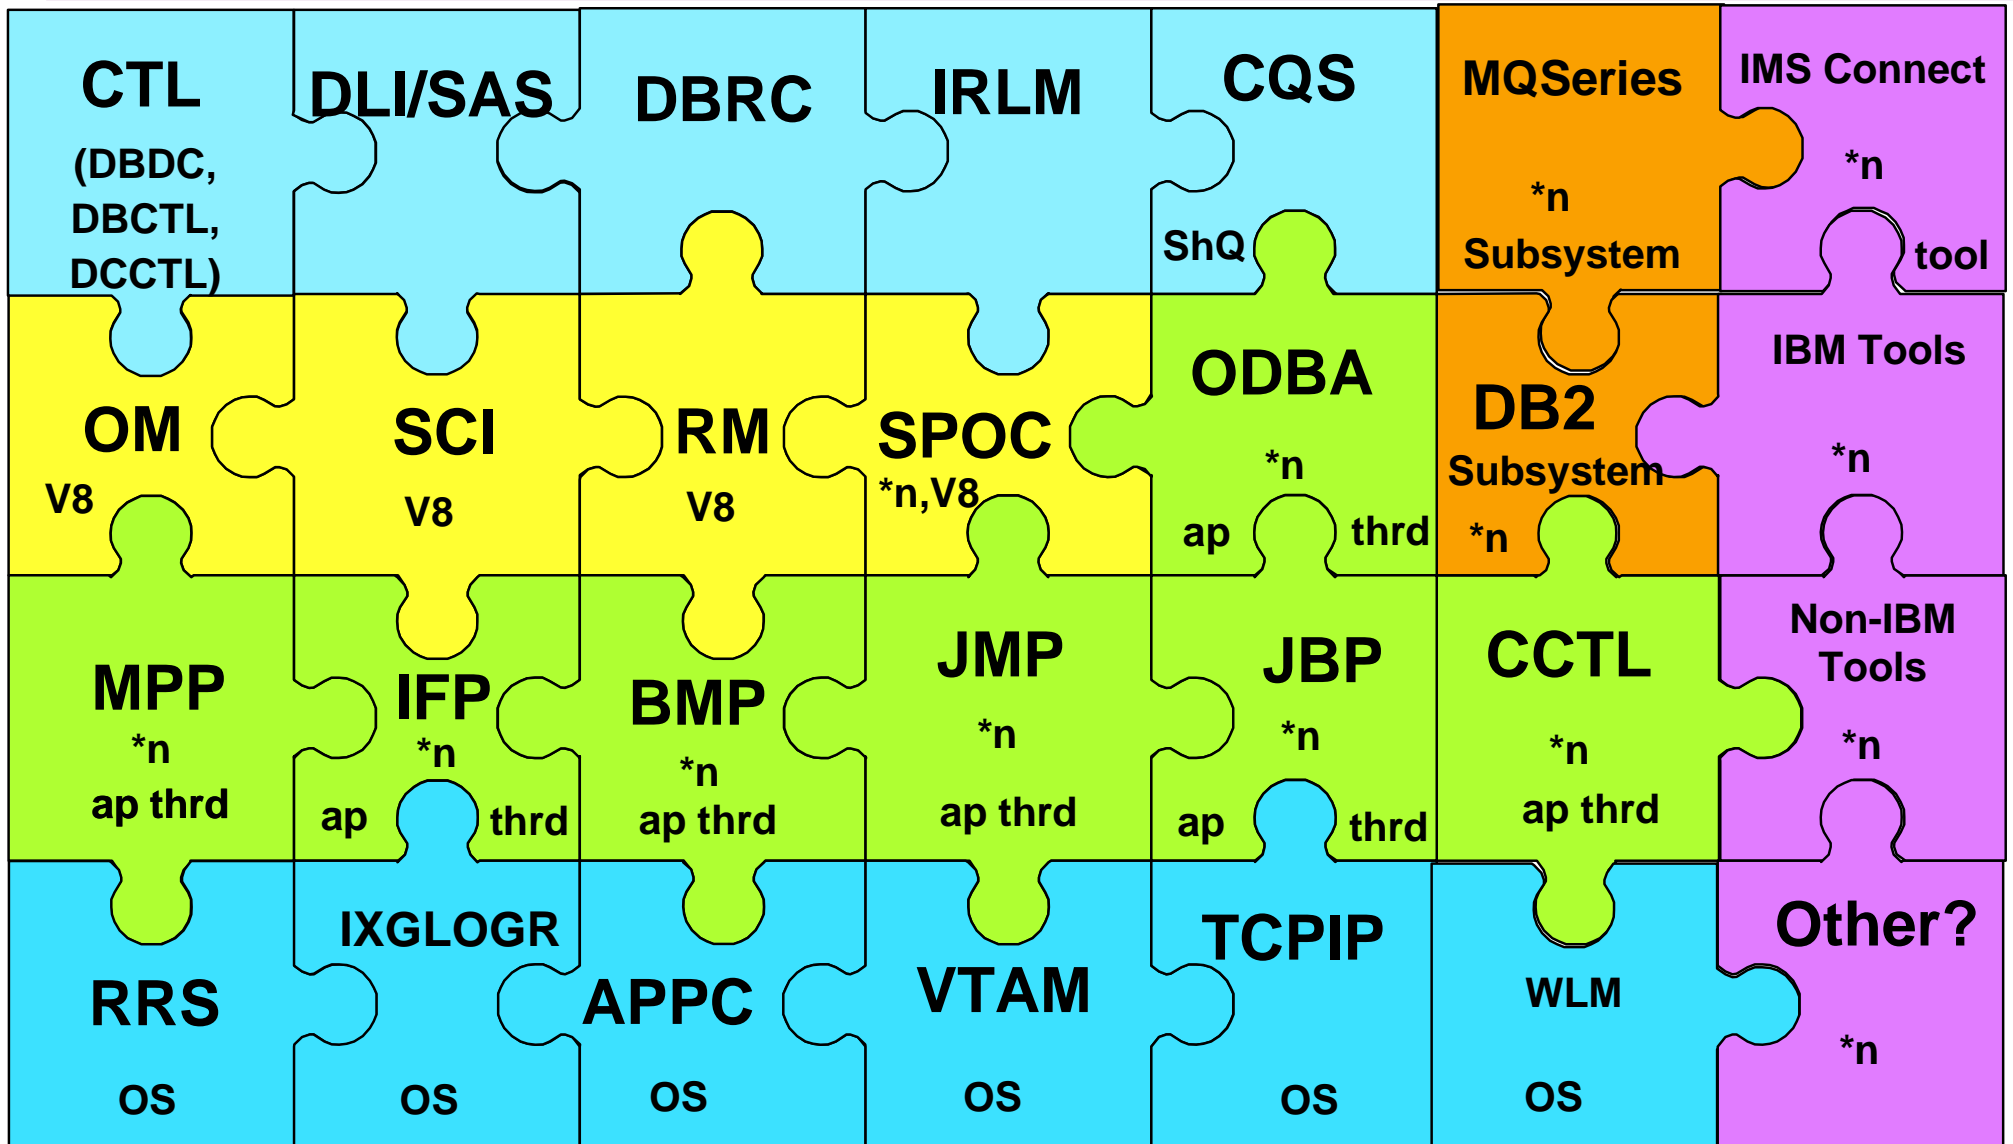 CTL
(DBDC,
DBCTL,
DCCTL)
DLI/SAS
DBRC
IRLM
CQS
ShQ
MQSeries
*n
Subsystem
IMS Connect
*n
tool
OM
V8
SCI
V8
RM
V8
SPOC
*n,V8
ODBA
*n
ap thrd
DB2
Subsystem
*n
IBM Tools
*n
MPP
*n
ap thrd
IFP
*n
ap thrd
BMP
*n
ap thrd
JMP
*n
ap thrd
JBP
*n
ap thrd
CCTL
*n
ap thrd
Non-IBM
Tools
*n
RRS
OS
IXGLOGR
OS
APPC
OS
VTAM
OS
TCPIP
OS
WLM
OS
Other?
*n